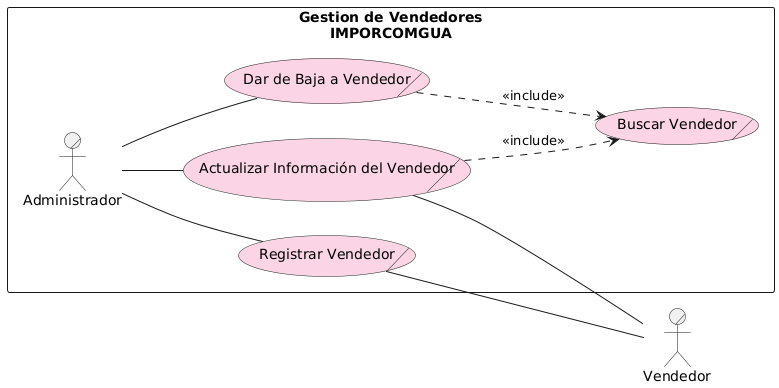 Gestion de Vendedores
IMPORCOMGUA
Dar de Baja a Vendedor
«include»
Buscar Vendedor
«include»
Actualizar Información del Vendedor
Administrador
Registrar Vendedor
Vendedor